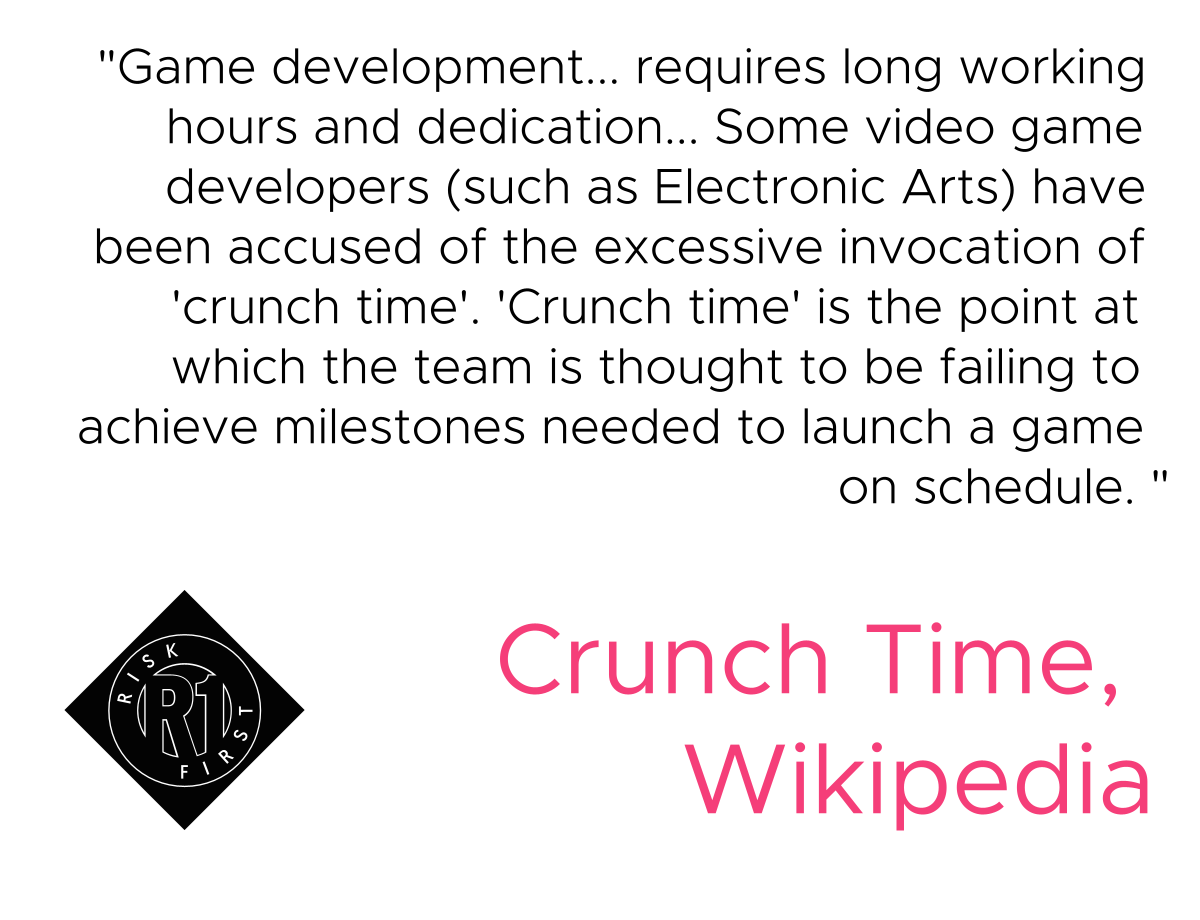 "Game development... requires long working
hours and dedication... Some video game
developers (such as Electronic Arts) have
been accused of the excessive invocation of
'crunch time'. 'Crunch time' is the point at
which the team is thought to be failing to
achieve milestones needed to launch a game
on schedule. "
RISK
R1
FIRST
Crunch Time,
Wikipedia